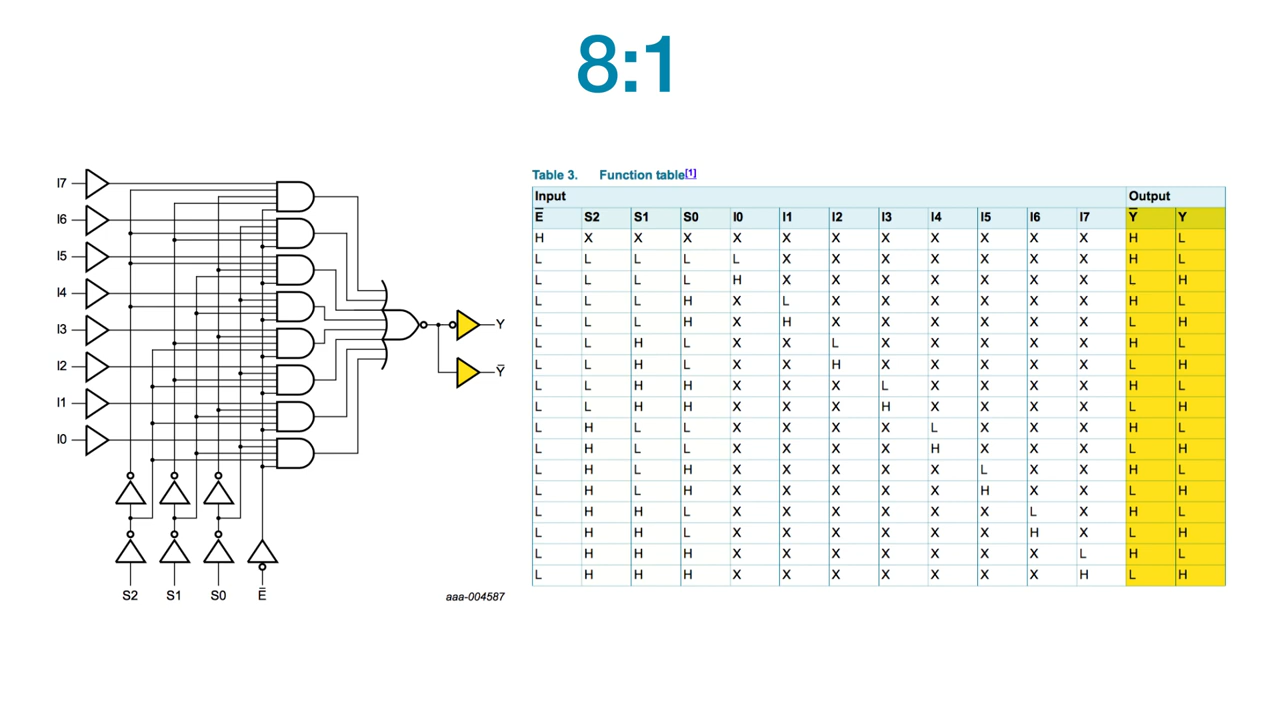 8:1
I7
I6
I5
I4
I3
I2
I1
I0
Y
Y̅
S2 S1 S0 E̅
aaa-004587
Table 3. Function table[1]
Input Output
E̅ S2 S1 S0 I0 I1 I2 I3 I4 I5 I6 I7 Y̅ Y
H X X X X X X X X X X X H L
L L L L L X X X X X X X H L
L L L L H X X X X X X X L H
L L L H X L X X X X X X H L
L L L H X H X X X X X X L H
L L H L X X L X X X X X H L
L L H L X X H X X X X X L H
L L H H X X X L X X X X H L
L L H H X X X H X X X X L H
L H L L X X X X L X X X H L
L H L L X X X X H X X X L H
L H L H X X X X X L X X H L
L H L H X X X X X H X X L H
L H H L X X X X X X L X H L
L H H L X X X X X X H X L H
L H H H X X X X X X X L H L
L H H H X X X X X X X H L H